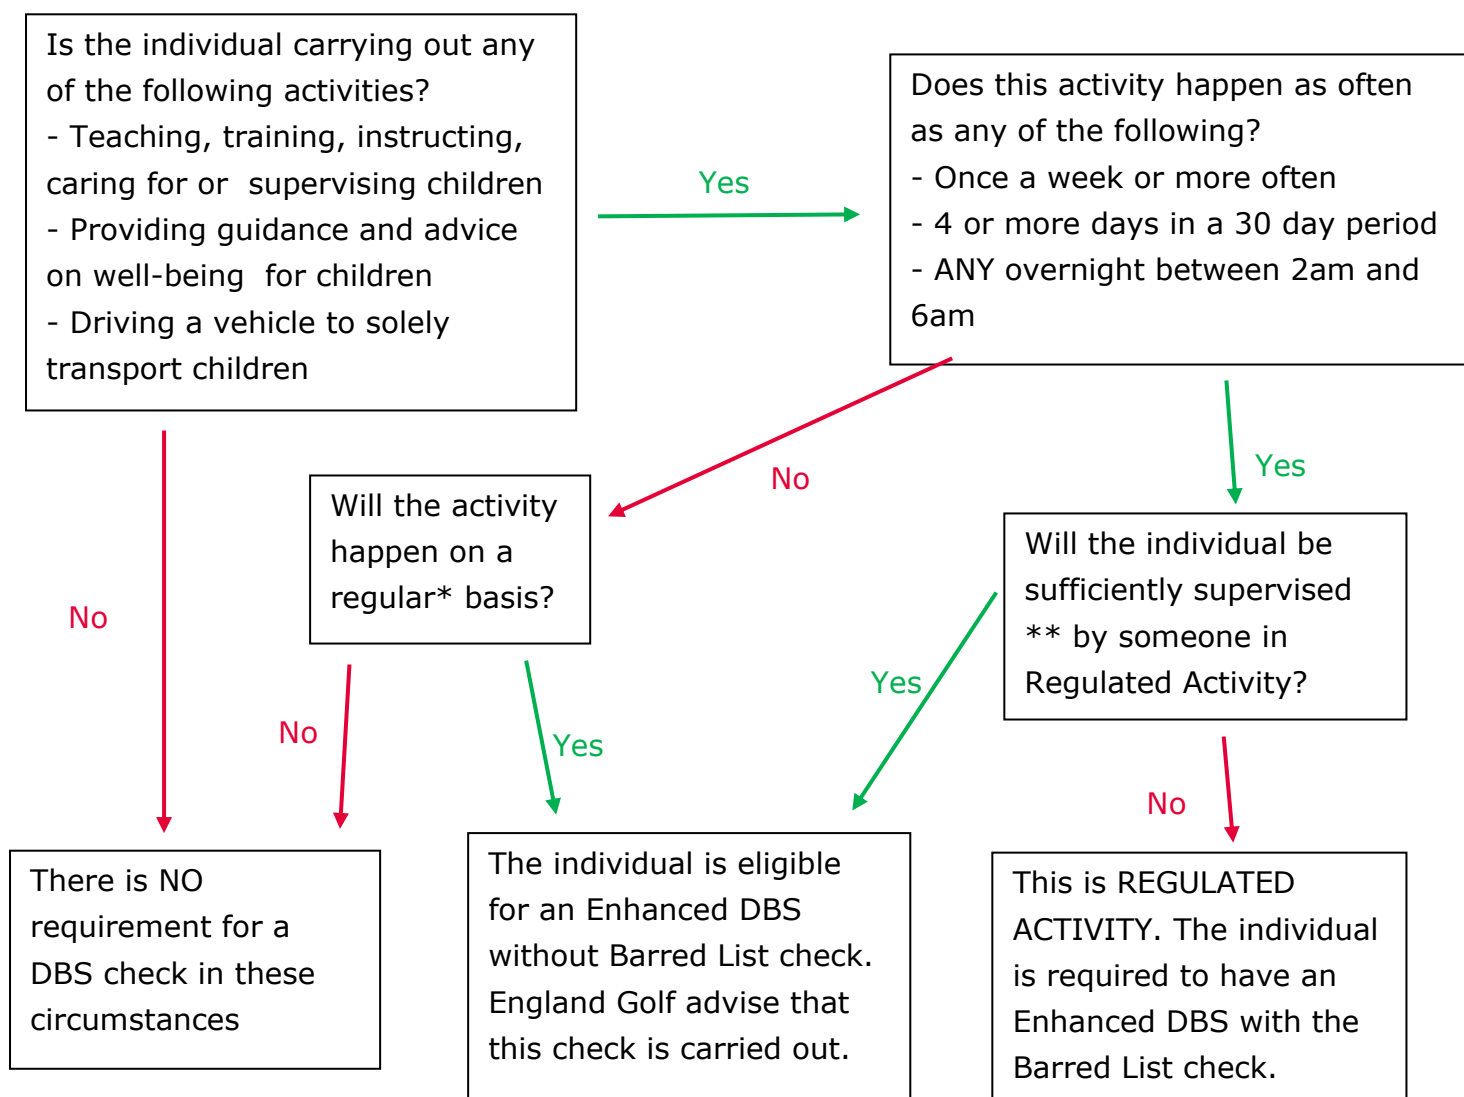 Is the individual carrying out any
of the following activities?
- Teaching, training, instructing,
caring for or  supervising children
- Providing guidance and advice
on well-being  for children
- Driving a vehicle to solely
transport children
Yes
Does this activity happen as often
as any of the following?
- Once a week or more often
- 4 or more days in a 30 day period
- ANY overnight between 2am and
6am
No
No
Yes
Will the activity
happen on a
regular* basis?
Will the individual be
sufficiently supervised
** by someone in
Regulated Activity?
No
Yes
Yes
No
There is NO
requirement for a
DBS check in these
circumstances
The individual is eligible
for an Enhanced DBS
without Barred List check.
England Golf advise that
this check is carried out.
This is REGULATED
ACTIVITY. The individual
is required to have an
Enhanced DBS with the
Barred List check.